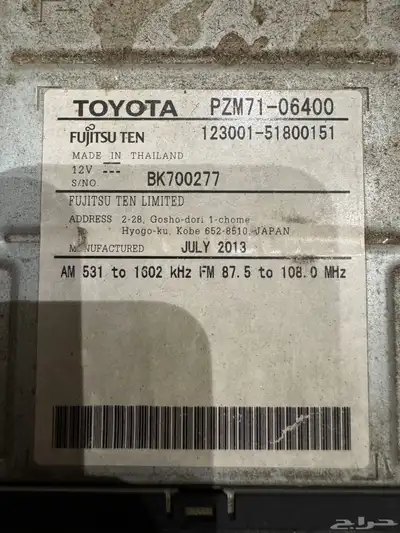 TOYOTA PZM71-06400
FUJITSU TEN 123001-51800151
MADE IN THAILAND
12V
S/NO BK700277
FUJITSU TEN LIMITED
ADDRESS 2-28, Gosho-dori 1-chome
Hyogo-ku, Kobe 652-8510, JAPAN
MANUFACTURED JULY 2013
AM 531 to 1602 kHz FM 87.5 to 108.0 MHz
حراج